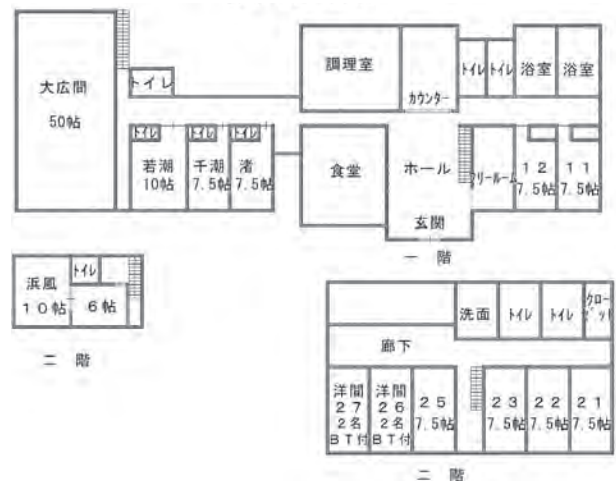 大広間
50帖
トイレ
調理室
カウンター
トイレ
トイレ
浴室
浴室
トイレ
トイレ
トイレ
若潮
10帖
千潮
7.5帖
渚
7.5帖
食堂
ホール
玄関
フリールーム
12
7.5帖
11
7.5帖
一 階
浜風
10帖
トイレ
6帖
二 階
洗面
トイレ
トイレ
クローゼット
廊下
洋間
27
2名
BT付
洋間
26
2名
BT付
25
7.5帖
23
7.5帖
22
7.5帖
21
7.5帖
二 階